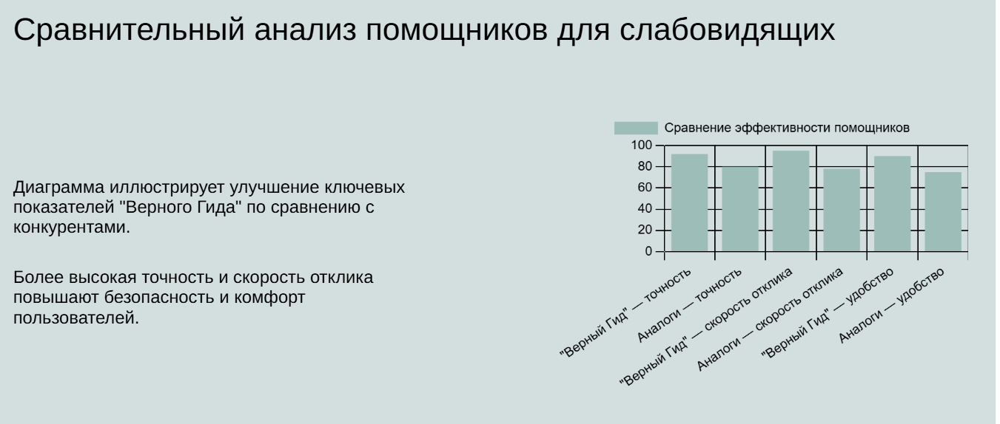 Сравнительный анализ помощников для слабовидящих
Диаграмма иллюстрирует улучшение ключевых
показателей "Верного Гида" по сравнению с
конкурентами.
Более высокая точность и скорость отклика
повышают безопасность и комфорт
пользователей.
Сравнение эффективности помощников
100
80
60
40
20
0
"Верный Гид" — точность
Аналоги — точность
"Верный Гид" — скорость отклика
Аналоги — скорость отклика
"Верный Гид" — удобство
Аналоги — удобство